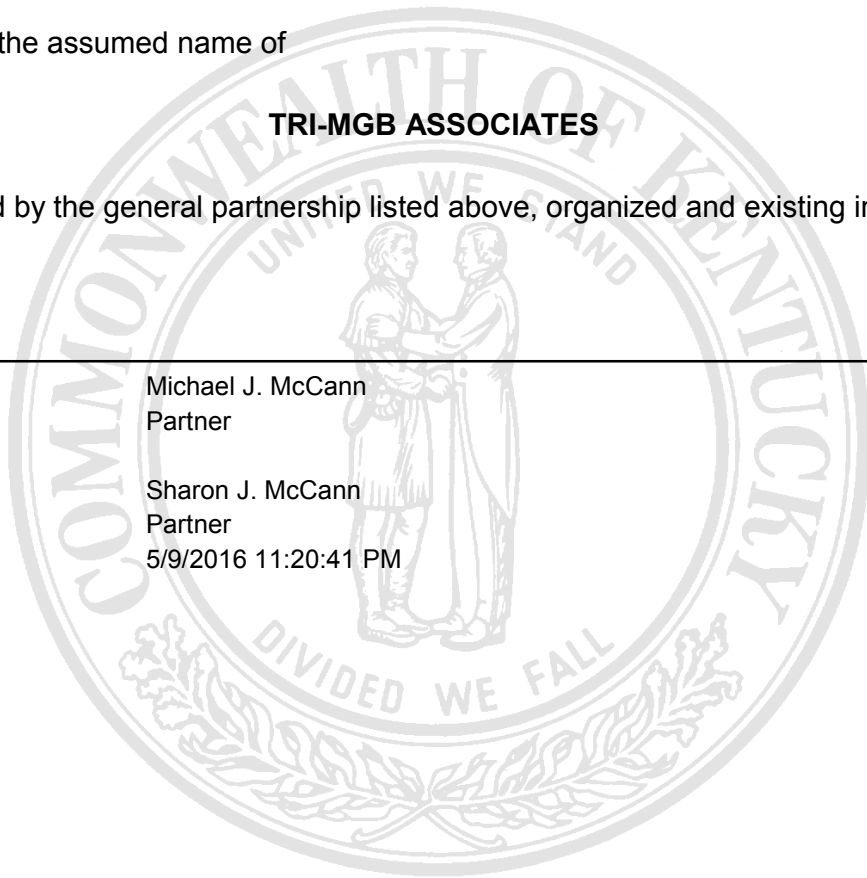 the assumed name of
TRI-MGB ASSOCIATES
d by the general partnership listed above, organized and existing in
Michael J. McCann
Partner
Sharon J. McCann
Partner
5/9/2016 11:20:41 PM
COMMONWEALTH OF KENTUCKY
UNITED WE STAND
DIVIDED WE FALL